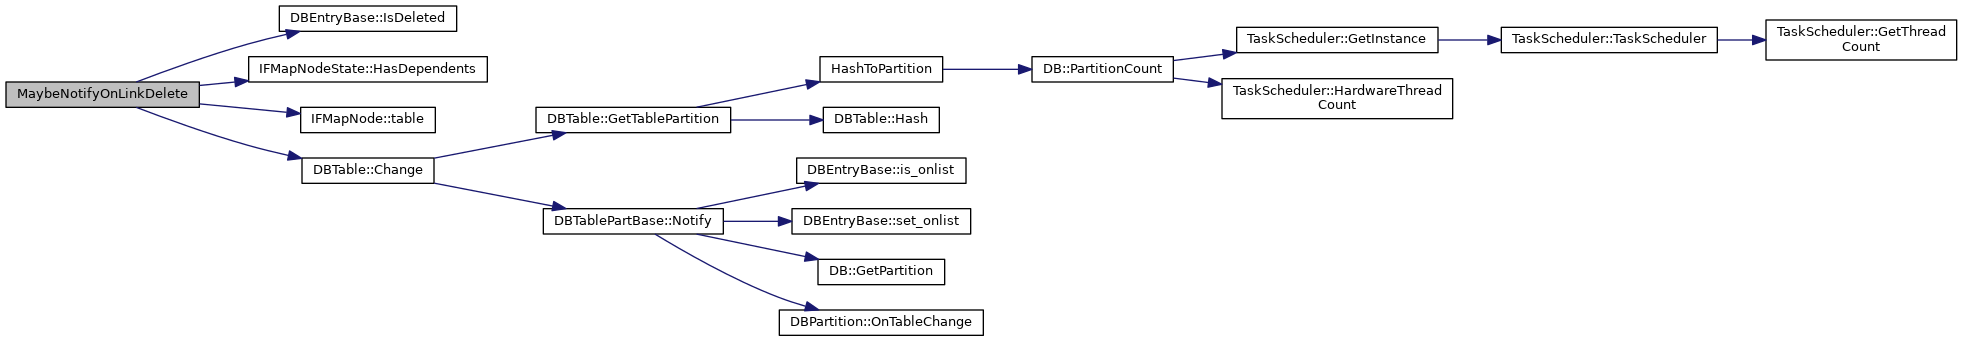 MaybeNotifyOnLinkDelete
DBEntryBase::IsDeleted
IFMapNodeState::HasDependents
IFMapNode::table
DBTable::Change
DBTable::GetTablePartition
DBTablePartBase::Notify
HashToPartition
DBTable::Hash
DBEntryBase::is_onlist
DBEntryBase::set_onlist
DB::GetPartition
DBPartition::OnTableChange
DB::PartitionCount
TaskScheduler::GetInstance
TaskScheduler::HardwareThread
Count
TaskScheduler::TaskScheduler
TaskScheduler::GetThread
Count